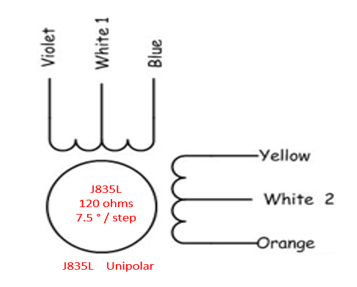 Violet
White 1
Blue
Yellow
White 2
Orange
J835L
120 ohms
7.5 ° / step
J835L Unipolar